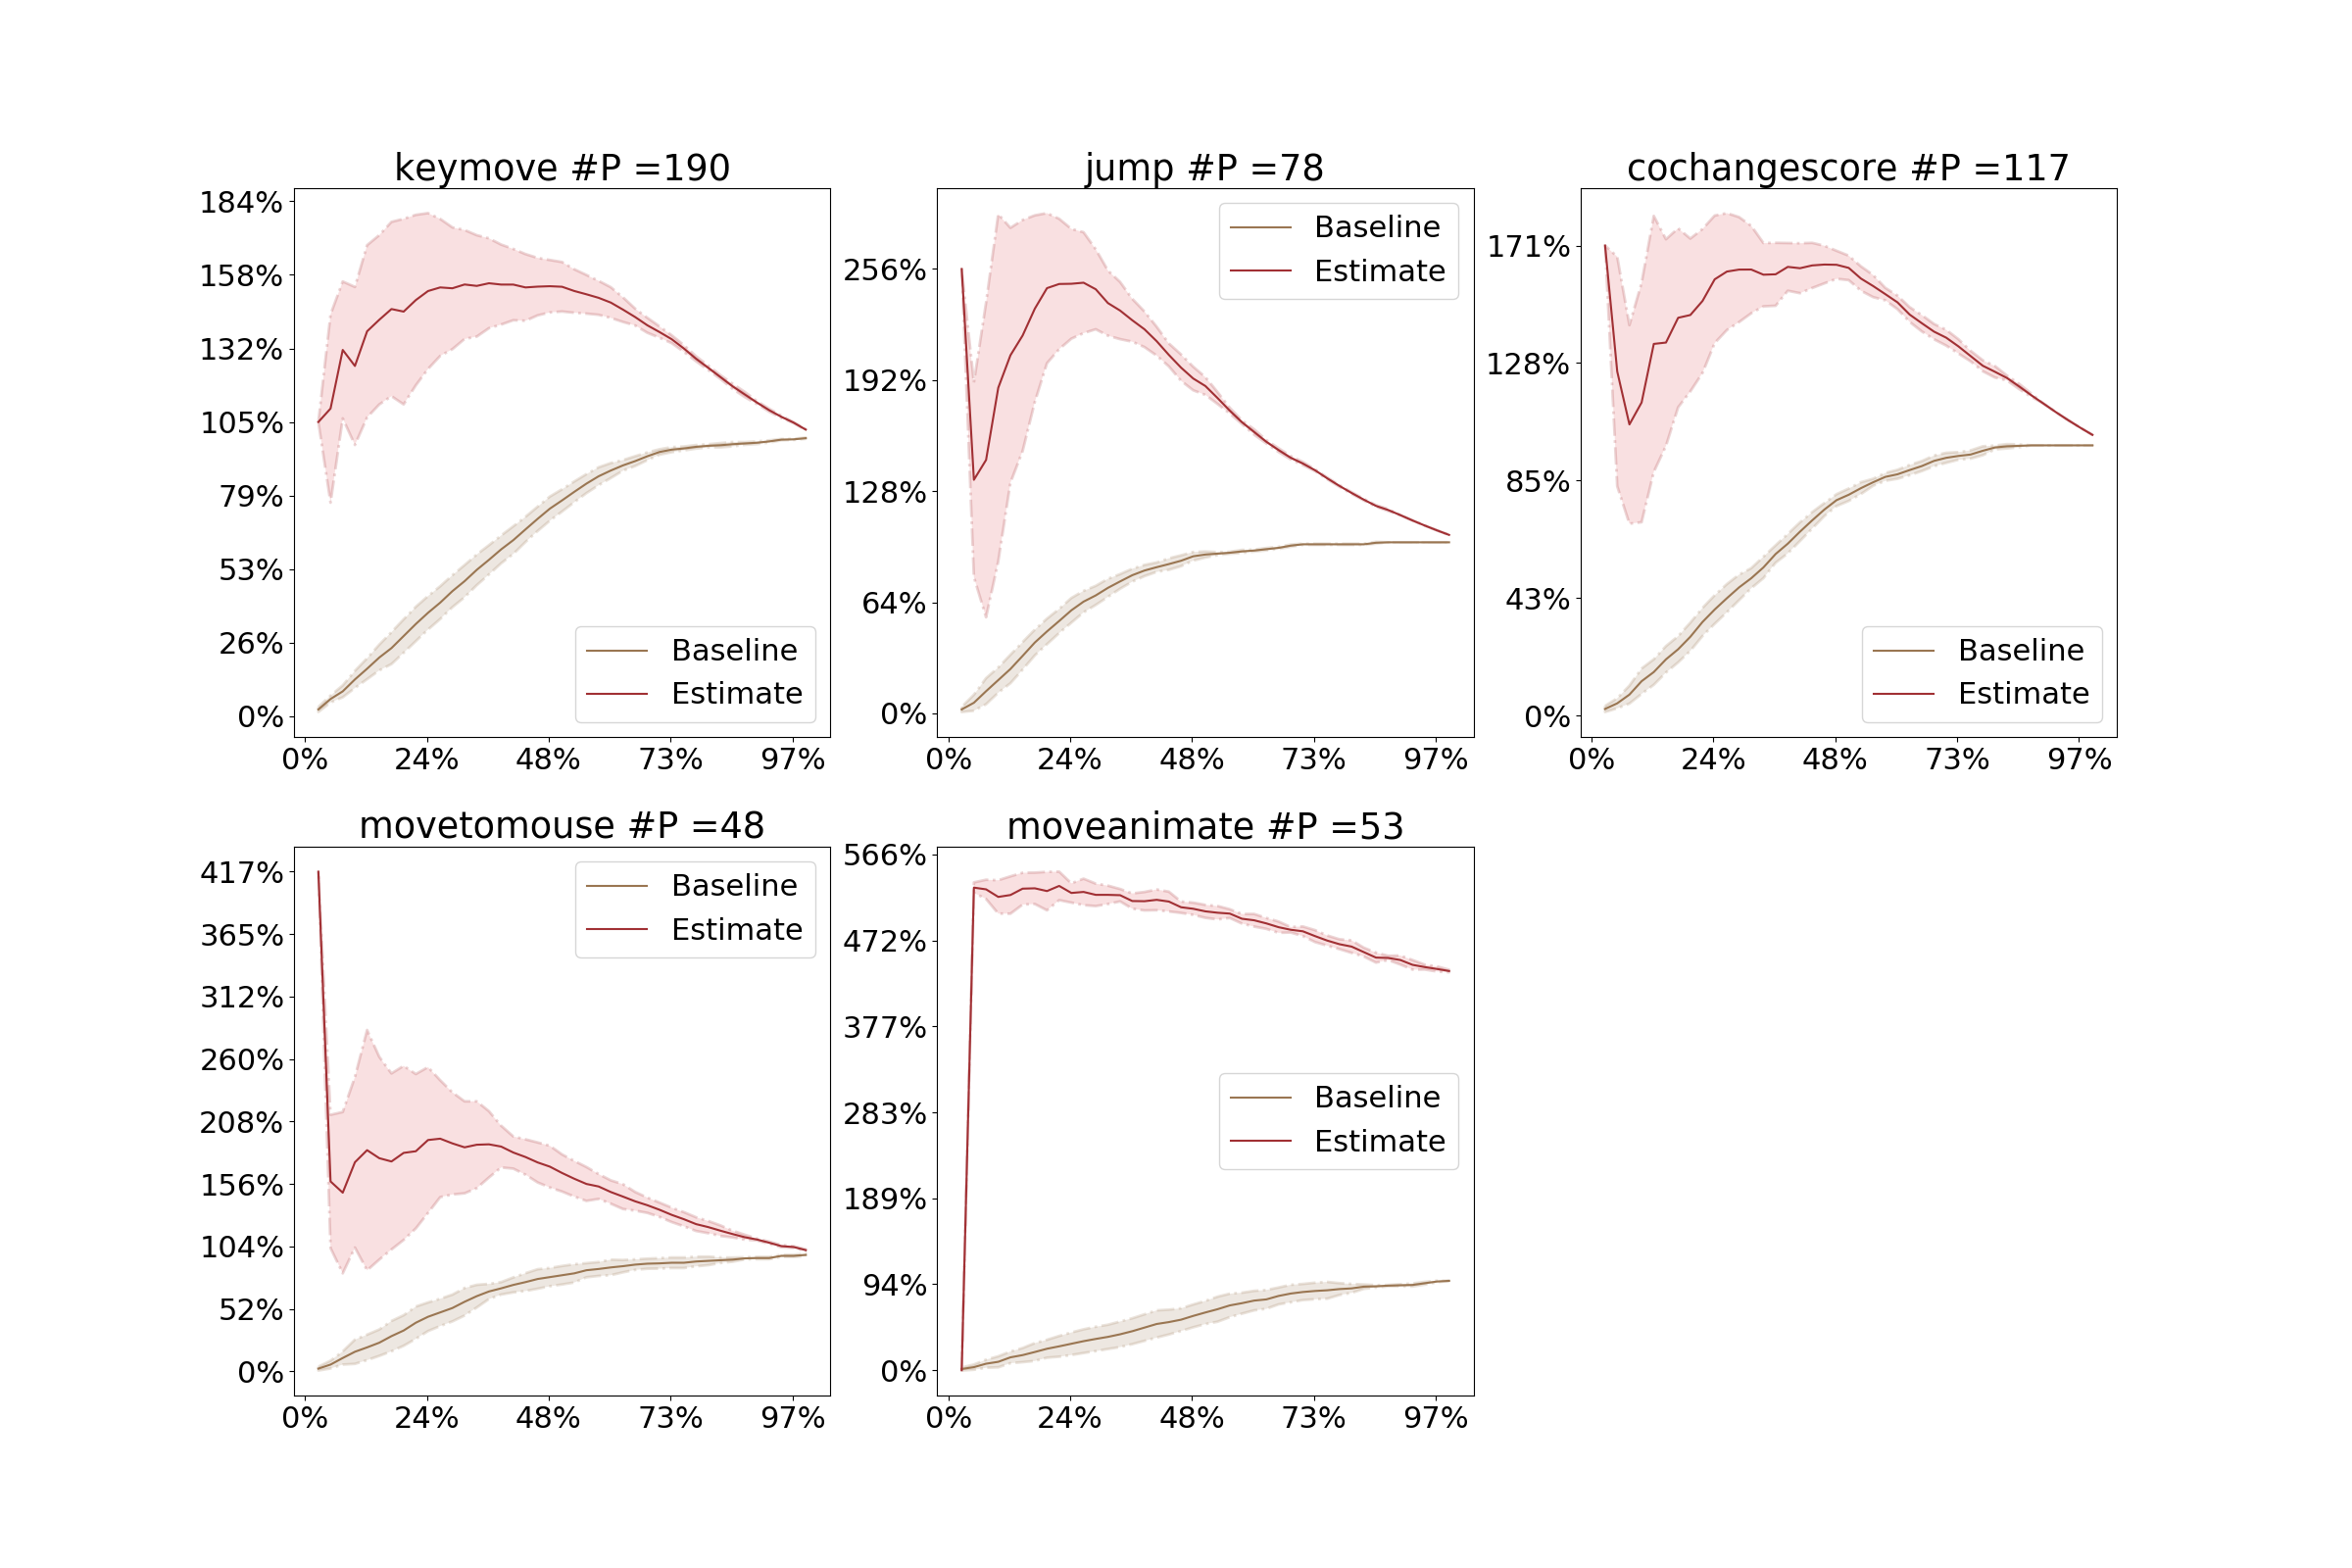 keymove #P =190
184%
158%
132%
105%
79%
53%
26%
0%
0% 24% 48% 73% 97%
Baseline
Estimate
jump #P =78
256%
192%
128%
64%
0%
0% 24% 48% 73% 97%
Baseline
Estimate
cochangescore #P =117
171%
128%
85%
43%
0%
0% 24% 48% 73% 97%
Baseline
Estimate
movetomouse #P =48
417%
365%
312%
260%
208%
156%
104%
52%
0%
0% 24% 48% 73% 97%
Baseline
Estimate
moveanimate #P =53
566%
472%
377%
283%
189%
94%
0%
0% 24% 48% 73% 97%
Baseline
Estimate